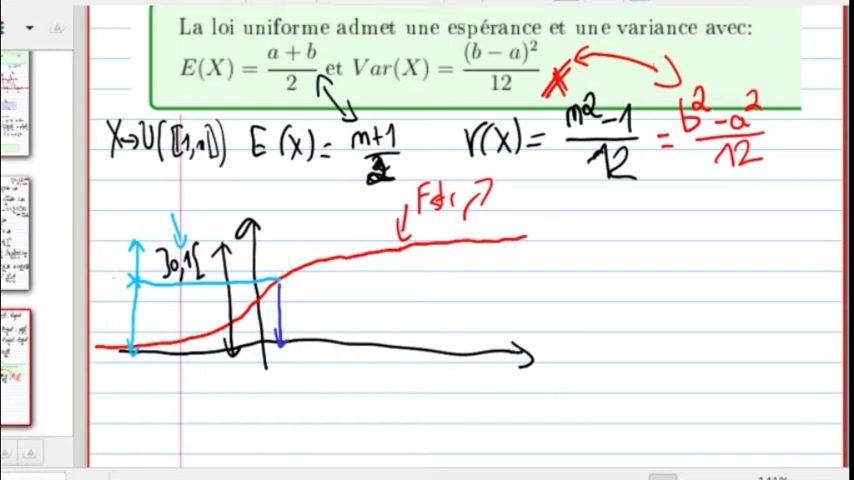 La loi uniforme admet une espérance et une variance avec:
E(X) = (a + b)/2 et Var(X) = (b − a)²/12
X↪U([[1,n]]) E(X) = (n+1)/2 V(X) = (n²−1)/12 = (b²−a²)/12
F str ↗
]0,1[